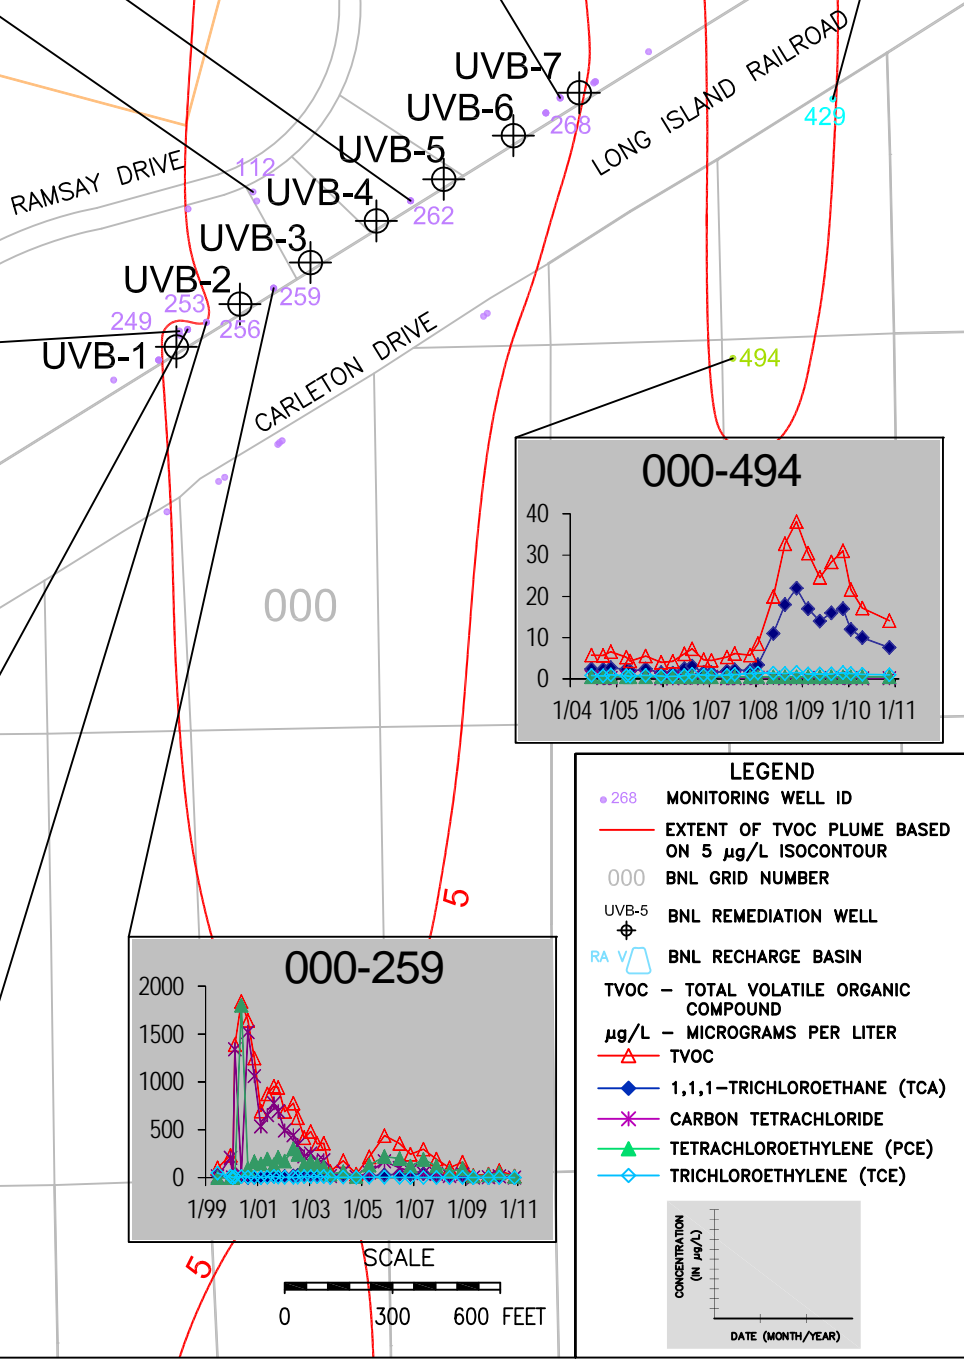 UVB-7
UVB-6
268
LONG ISLAND RAILROAD
429
UVB-5
RAMSAY DRIVE
112
UVB-4
262
UVB-3
UVB-2
259
253
249
256
UVB-1
CARLETON DRIVE
494
000-494
40
30
20
10
0
1/04 1/05 1/06 1/07 1/08 1/09 1/10 1/11
000
LEGEND
268 MONITORING WELL ID
EXTENT OF TVOC PLUME BASED
ON 5 µg/L ISOCONTOUR
000 BNL GRID NUMBER
UVB-5 BNL REMEDIATION WELL
RA V BNL RECHARGE BASIN
TVOC – TOTAL VOLATILE ORGANIC
COMPOUND
µg/L – MICROGRAMS PER LITER
TVOC
1,1,1–TRICHLOROETHANE (TCA)
CARBON TETRACHLORIDE
TETRACHLOROETHYLENE (PCE)
TRICHLOROETHYLENE (TCE)
CONCENTRATION
(IN µg/L)
DATE (MONTH/YEAR)
5
000-259
2000
1500
1000
500
0
1/99 1/01 1/03 1/05 1/07 1/09 1/11
5
SCALE
0 300 600 FEET